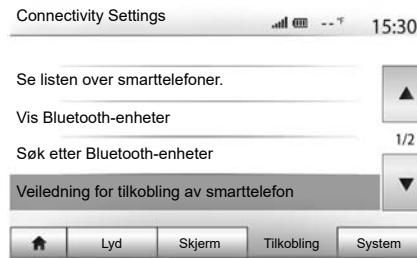 Connectivity Settings
--°F
15:30
Se listen over smarttelefoner.
Vis Bluetooth-enheter
1/2
Søk etter Bluetooth-enheter
Veiledning for tilkobling av smarttelefon
Lyd
Skjerm
Tilkobling
System